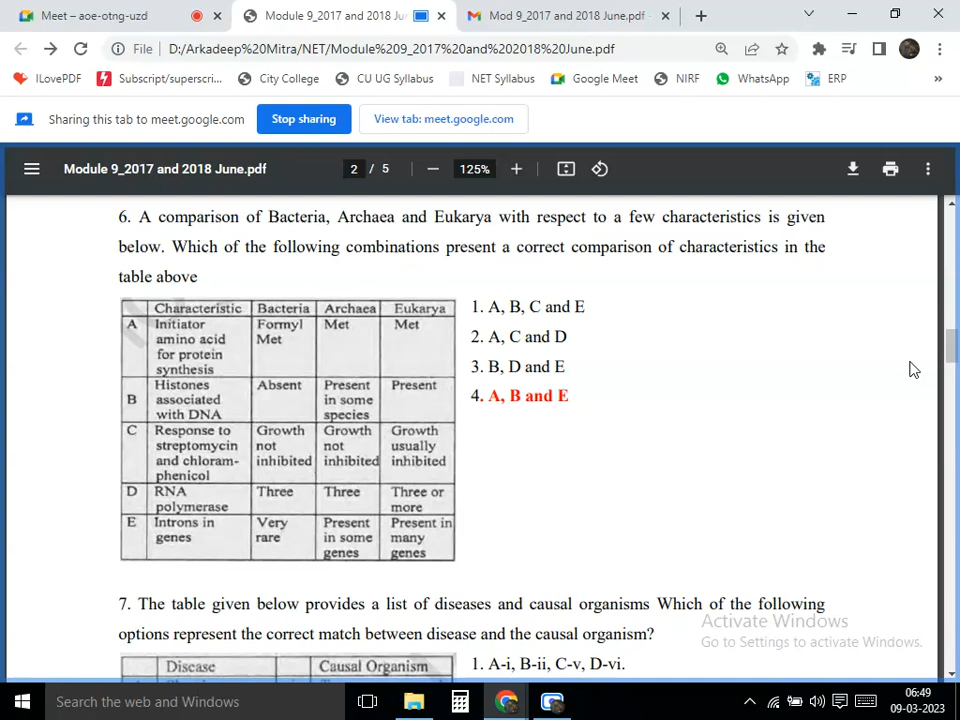 Meet – aoe-otng-uzd
Module 9_2017 and 2018 Ju
Mod 9_2017 and 2018 June.pdf -
File
D:/Arkadeep%20Mitra/NET/Module%209_2017%20and%202018%20June.pdf
ILovePDF
Subscript/superscri...
City College
CU UG Syllabus
NET Syllabus
Google Meet
NIRF
WhatsApp
ERP
»
Sharing this tab to meet.google.com
Stop sharing
View tab: meet.google.com
Module 9_2017 and 2018 June.pdf
2 / 5
125%
6. A comparison of Bacteria, Archaea and Eukarya with respect to a few characteristics is given
below. Which of the following combinations present a correct comparison of characteristics in the
table above
Characteristic Bacteria Archaea Eukarya
A Initiator amino acid for protein synthesis Formyl Met Met Met
B Histones associated with DNA Absent Present in some species Present
C Response to streptomycin and chloram-phenicol Growth not inhibited Growth not inhibited Growth usually inhibited
D RNA polymerase Three Three Three or more
E Introns in genes Very rare Present in some genes Present in many genes
1. A, B, C and E
2. A, C and D
3. B, D and E
4. A, B and E
7. The table given below provides a list of diseases and causal organisms Which of the following
options represent the correct match between disease and the causal organism?
Disease Causal Organism
1. A-i, B-ii, C-v, D-vi.
Activate Windows
Go to Settings to activate Windows.
Search the web and Windows
06:49
09-03-2023